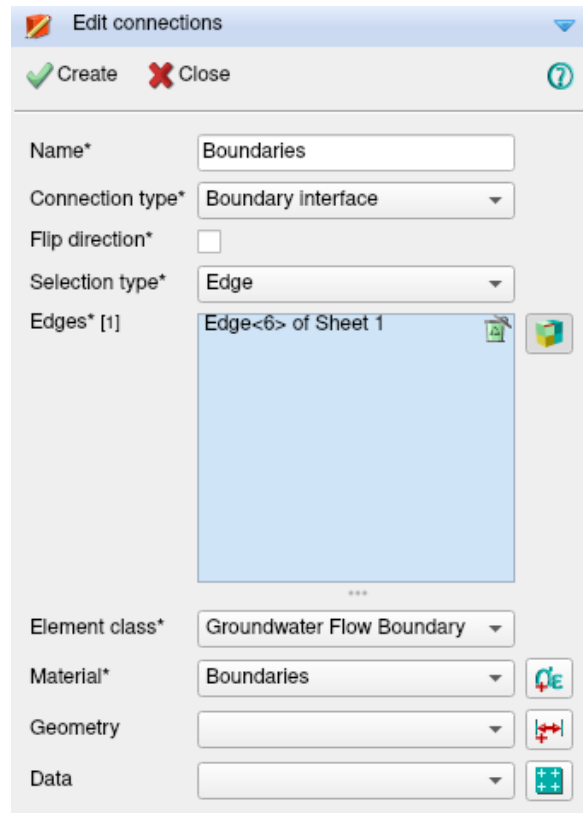 Edit connections
Create Close
Name* Boundaries
Connection type* Boundary interface
Flip direction*
Selection type* Edge
Edges* [1] Edge<6> of Sheet 1
Element class* Groundwater Flow Boundary
Material* Boundaries
Geometry
Data